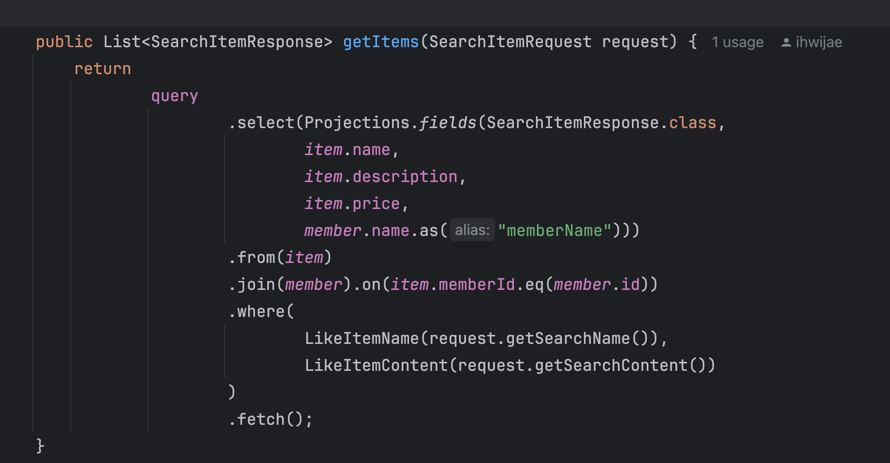 public List<SearchItemResponse> getItems(SearchItemRequest request) { 1 usage ihwijae
return
query
.select(Projections.fields(SearchItemResponse.class,
item.name,
item.description,
item.price,
member.name.as( alias: "memberName")))
.from(item)
.join(member).on(item.memberId.eq(member.id))
.where(
LikeItemName(request.getSearchName()),
LikeItemContent(request.getSearchContent())
)
.fetch();
}